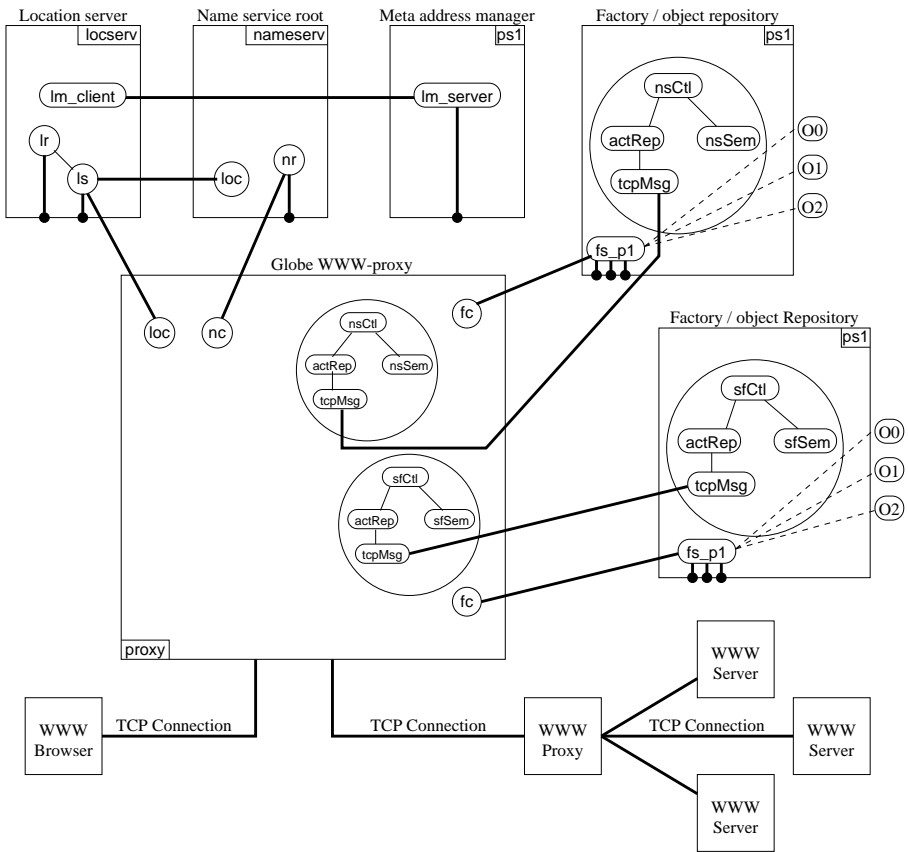 Location server
Name service root
Meta address manager
Factory / object repository
locserv
nameserv
ps1
ps1
lm_client
lm_server
nsCtl
actRep
nsSem
tcpMsg
O0
O1
O2
lr
ls
loc
nr
fs_p1
Globe WWW-proxy
loc
nc
fc
nsCtl
actRep
nsSem
tcpMsg
Factory / object Repository
ps1
sfCtl
actRep
sfSem
tcpMsg
O0
O1
O2
sfCtl
actRep
sfSem
tcpMsg
fs_p1
fc
proxy
WWW
Browser
TCP Connection
TCP Connection
WWW
Proxy
WWW
Server
TCP Connection
WWW
Server
WWW
Server